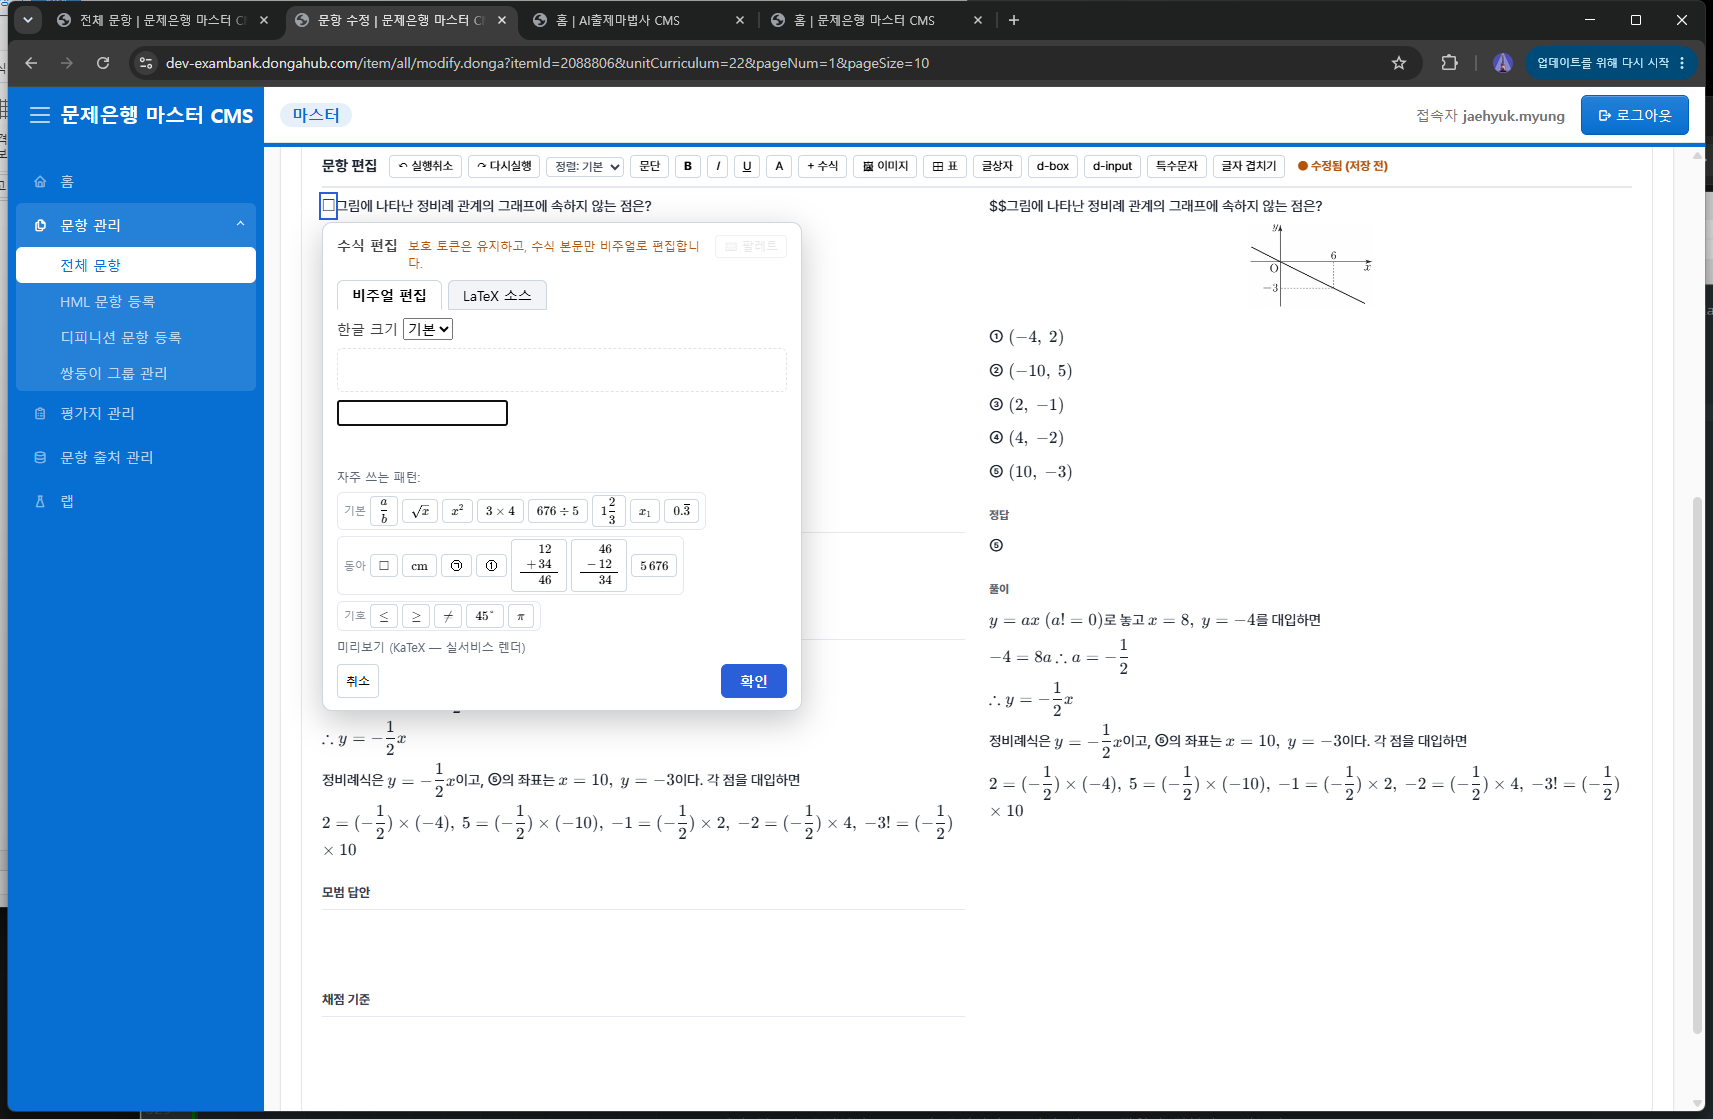 전체 문항 | 문제은행 마스터 C
문항 수정 | 문제은행 마스터 C
홈 | AI출제마법사 CMS
홈 | 문제은행 마스터 CMS
dev-exambank.dongahub.com/item/all/modify.donga?itemId=2088806&unitCurriculum=22&pageNum=1&pageSize=10
업데이트를 위해 다시 시작
문제은행 마스터 CMS
마스터
접속자 jaehyuk.myung
로그아웃
홈
문항 관리
전체 문항
HML 문항 등록
디피니션 문항 등록
쌍둥이 그룹 관리
평가지 관리
문항 출처 관리
랩
문항 편집 실행취소 다시실행 정렬: 기본 문단 B I U A + 수식 이미지 표 글상자 d-box d-input 특수문자 글자 겹치기 수정됨 (저장 전)
□그림에 나타난 정비례 관계의 그래프에 속하지 않는 점은?
수식 편집 보호 토큰은 유지하고, 수식 본문만 비주얼로 편집합니다. 팔레트
비주얼 편집 LaTeX 소스
한글 크기 기본
자주 쓰는 패턴:
기본 a/b √x x² 3 × 4 676 ÷ 5 1 2/3 x₁ 0.3̅
동아 □ cm ㉠ ① 12 + 34 46 46 − 12 34 5 676
기호 ≤ ≥ ≠ 45° π
미리보기 (KaTeX — 실서비스 렌더)
취소 확인
∴ y = −1/2 x
정비례식은 y = −1/2 x이고, ⑤의 좌표는 x = 10, y = −3이다. 각 점을 대입하면
2 = (−1/2) × (−4), 5 = (−1/2) × (−10), −1 = (−1/2) × 2, −2 = (−1/2) × 4, −3! = (−1/2)
× 10
모범 답안
채점 기준
$$그림에 나타난 정비례 관계의 그래프에 속하지 않는 점은?
y
6
O
x
−3
① (−4, 2)
② (−10, 5)
③ (2, −1)
④ (4, −2)
⑤ (10, −3)
정답
⑤
풀이
y = ax (a! = 0)로 놓고 x = 8, y = −4를 대입하면
−4 = 8a ∴ a = −1/2
∴ y = −1/2 x
정비례식은 y = −1/2 x이고, ⑤의 좌표는 x = 10, y = −3이다. 각 점을 대입하면
2 = (−1/2) × (−4), 5 = (−1/2) × (−10), −1 = (−1/2) × 2, −2 = (−1/2) × 4, −3! = (−1/2)
× 10